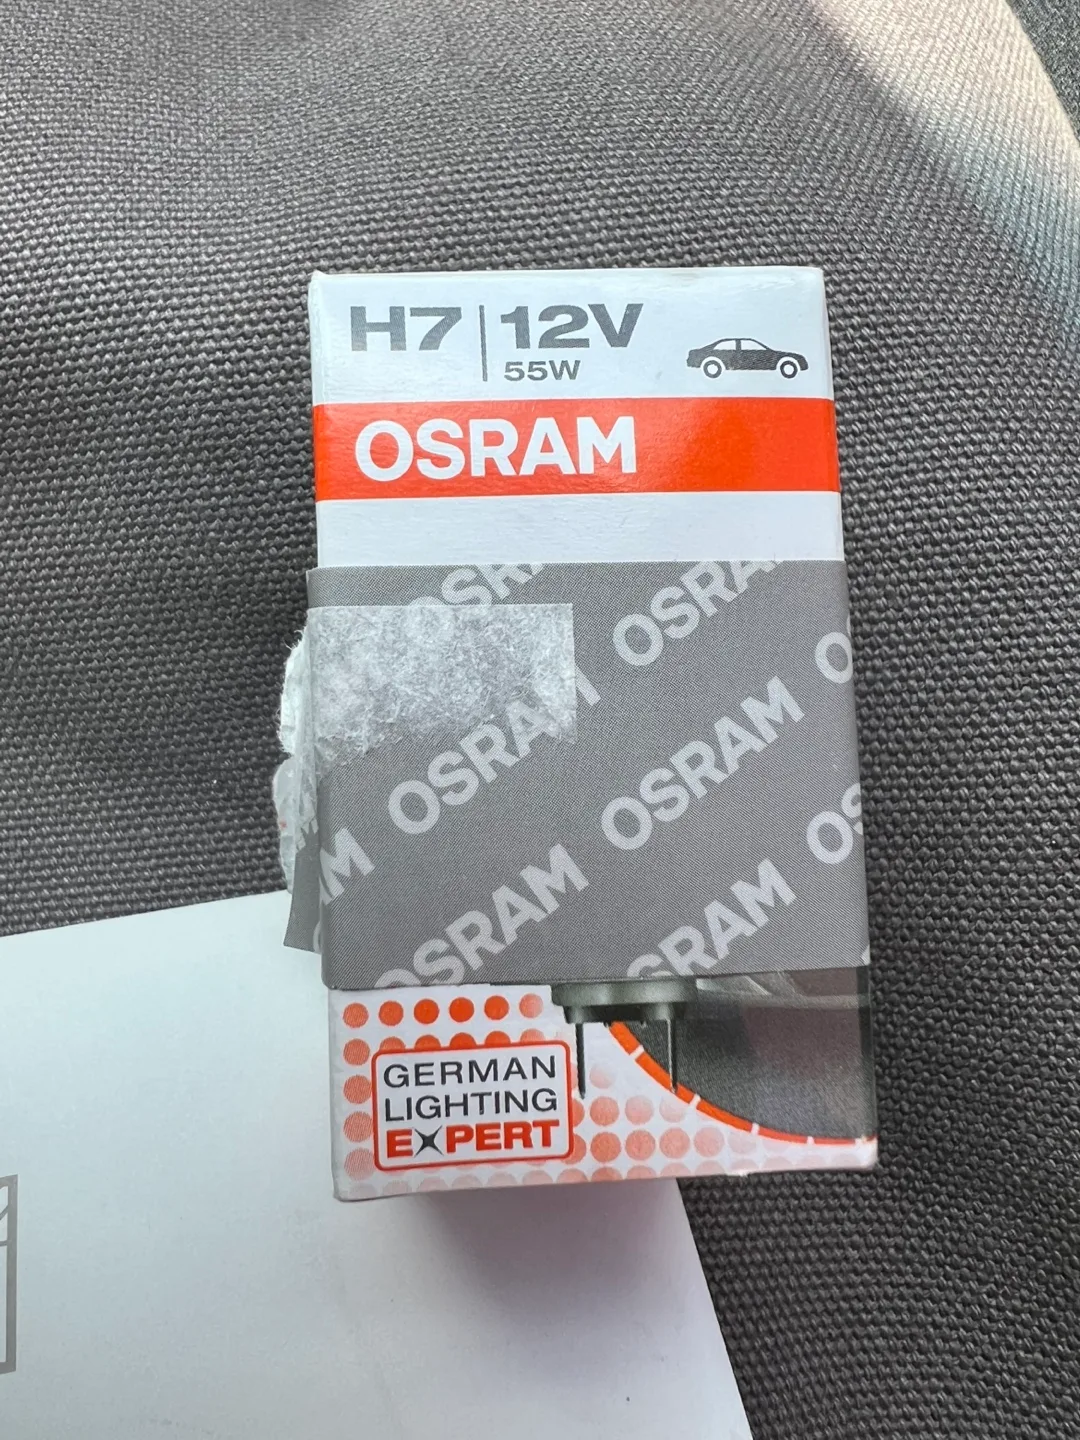 H7 12V
55W
OSRAM
OSRAM
OSRAM
OSRAM
OSRAM
GERMAN
LIGHTING
EXPERT